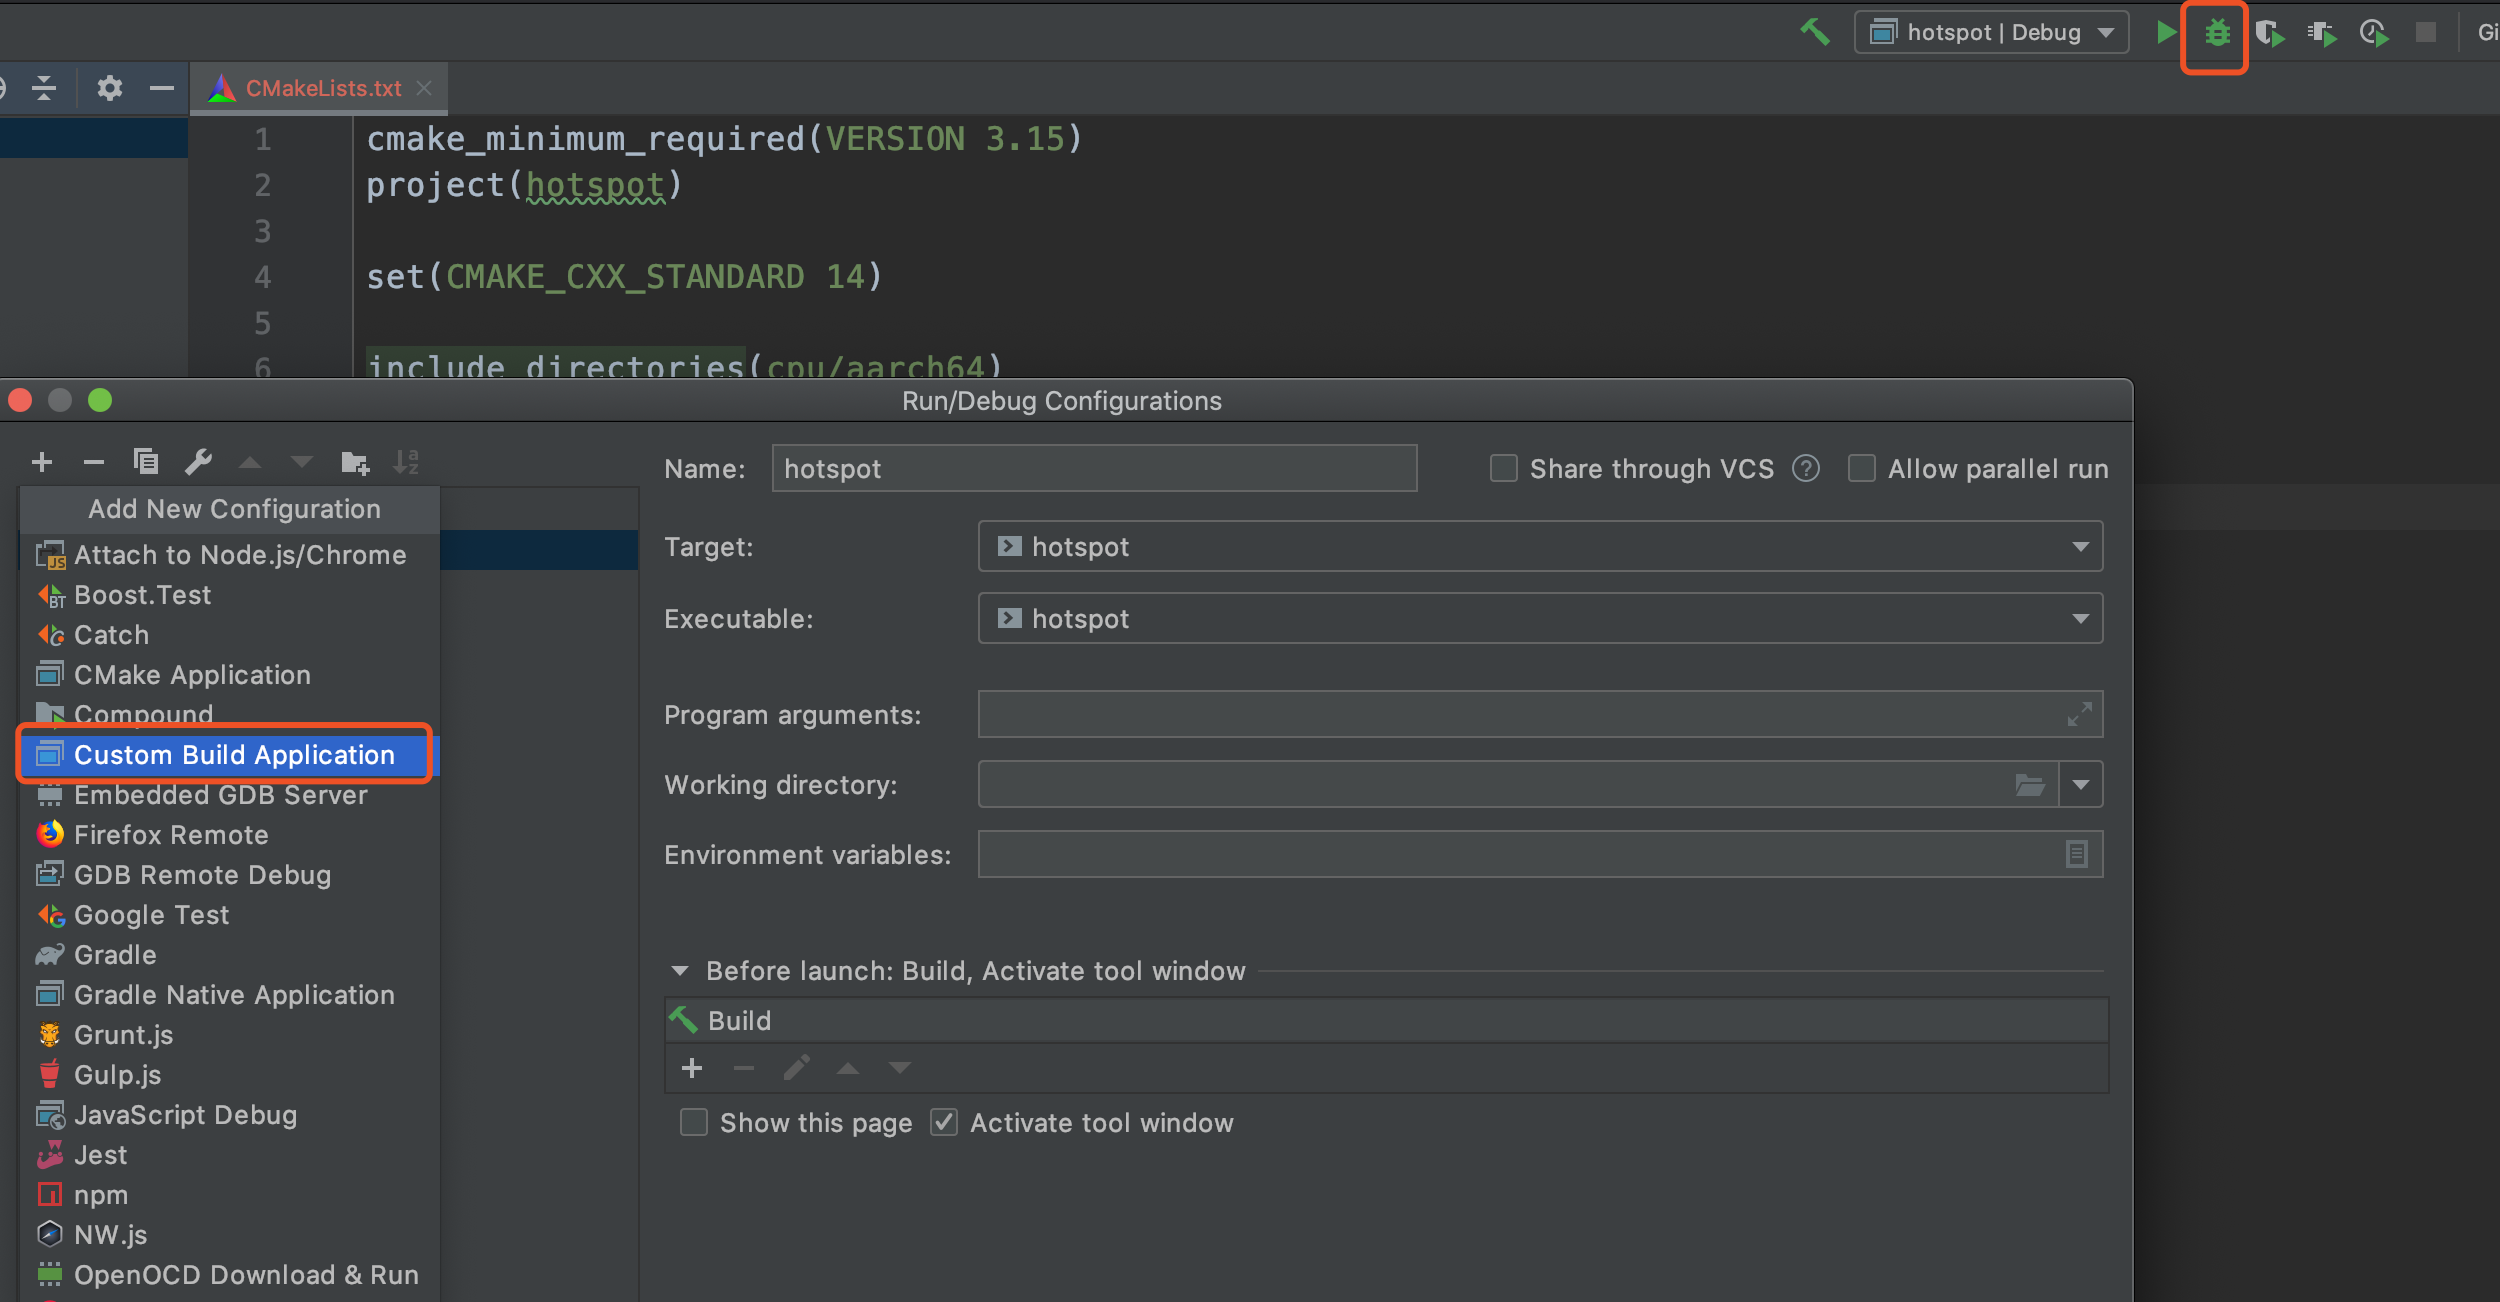 hotspot | Debug
Gi
CMakeLists.txt
1 cmake_minimum_required(VERSION 3.15)
2 project(hotspot)
3
4 set(CMAKE_CXX_STANDARD 14)
5
6 include_directories(cpu/aarch64)
Run/Debug Configurations
Name: hotspot
Share through VCS ?
Allow parallel run
Add New Configuration
Attach to Node.js/Chrome
Boost.Test
Catch
CMake Application
Compound
Custom Build Application
Embedded GDB Server
Firefox Remote
GDB Remote Debug
Google Test
Gradle
Gradle Native Application
Grunt.js
Gulp.js
JavaScript Debug
Jest
npm
NW.js
OpenOCD Download & Run
Target: hotspot
Executable: hotspot
Program arguments:
Working directory:
Environment variables:
Before launch: Build, Activate tool window
Build
Show this page
Activate tool window